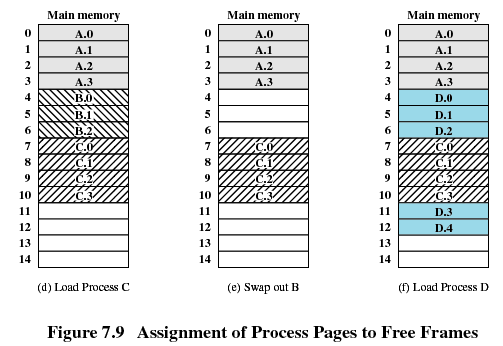 Main memory
0 A.0
1 A.1
2 A.2
3 A.3
4 B.0
5 B.1
6 B.2
7 C.0
8 C.1
9 C.2
10 C.3
11
12
13
14
(d) Load Process C
Main memory
0 A.0
1 A.1
2 A.2
3 A.3
4
5
6
7 C.0
8 C.1
9 C.2
10 C.3
11
12
13
14
(e) Swap out B
Main memory
0 A.0
1 A.1
2 A.2
3 A.3
4 D.0
5 D.1
6 D.2
7 C.0
8 C.1
9 C.2
10 C.3
11 D.3
12 D.4
13
14
(f) Load Process D
Figure 7.9 Assignment of Process Pages to Free Frames